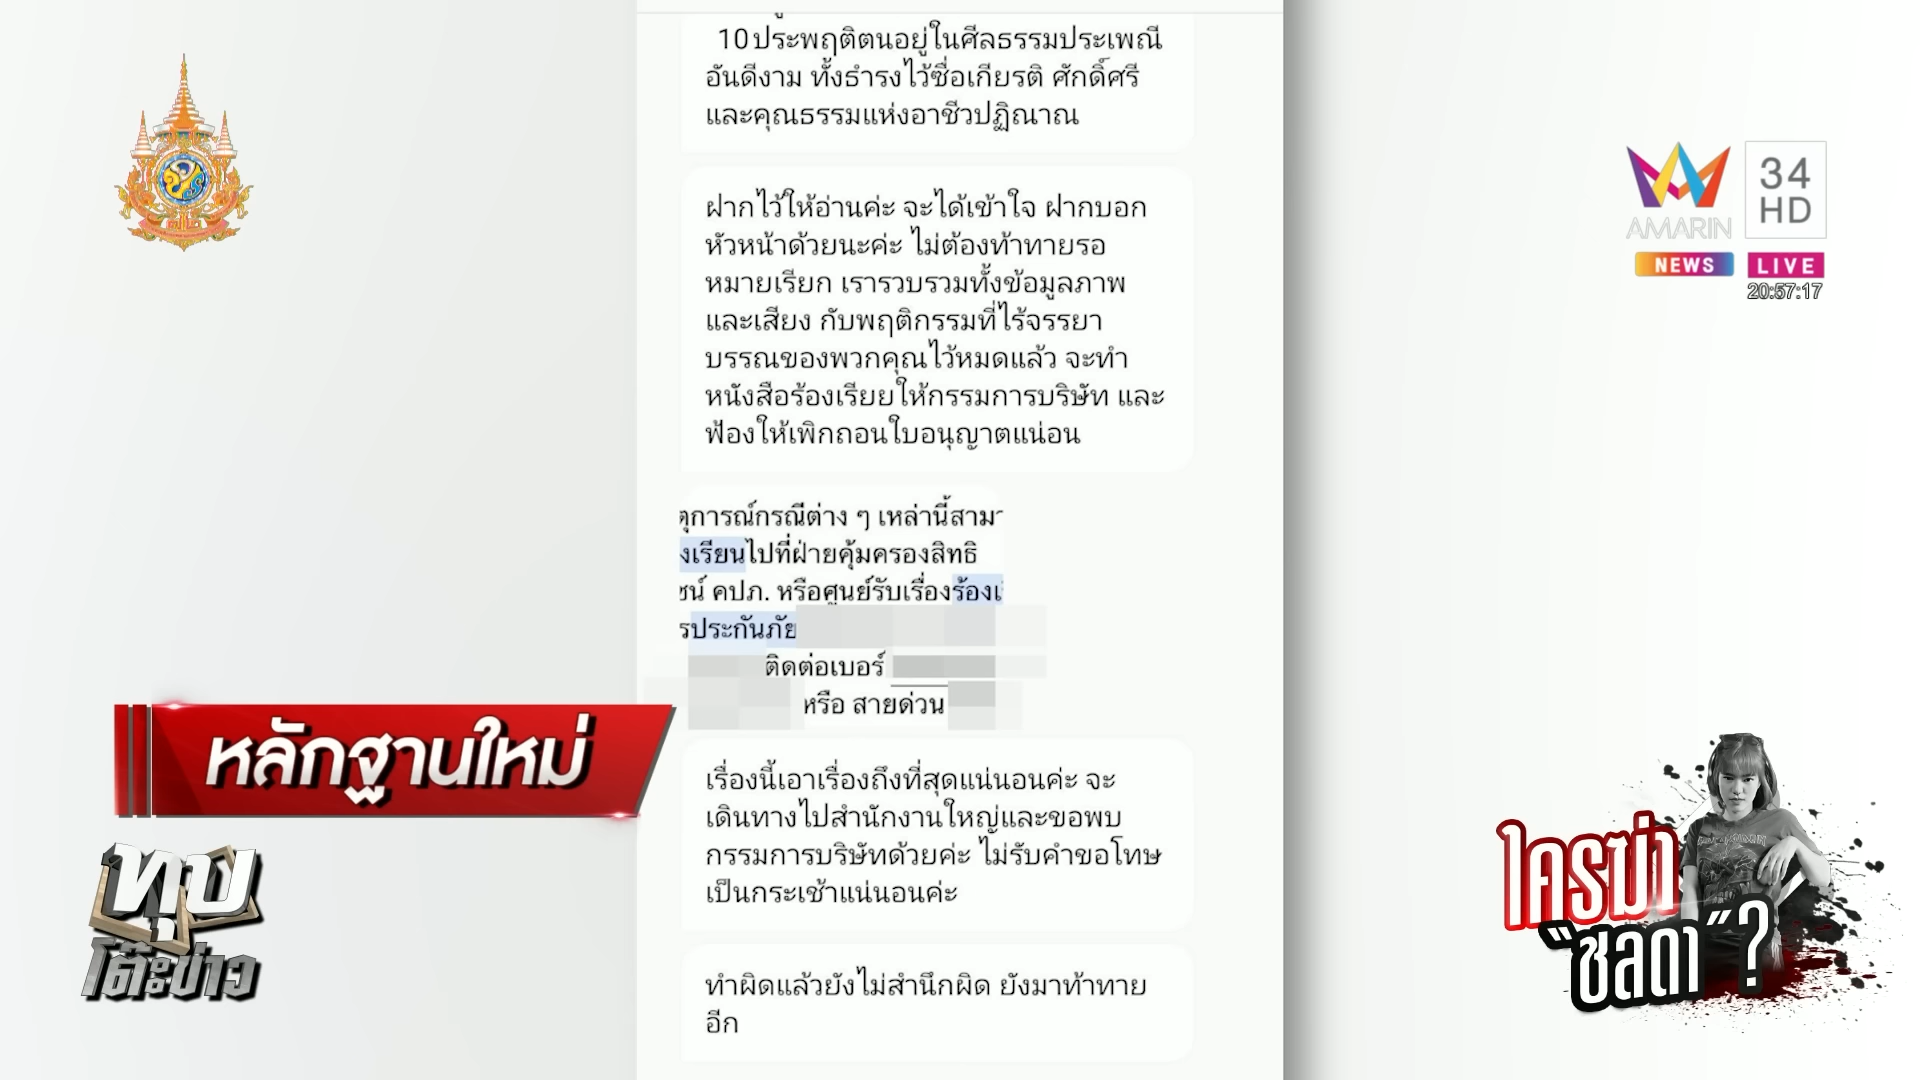 10ประพฤติตนอยู่ในศีลธรรมประเพณี
อันดีงาม ทั้งธำรงไว้ซื่อเกียรติ ศักดิ์ศรี
และคุณธรรมแห่งอาชีวปฏิณาณ
ฝากไว้ให้อ่านค่ะ จะได้เข้าใจ ฝากบอก
หัวหน้าด้วยนะค่ะ ไม่ต้องท้าทายรอ
หมายเรียก เรารวบรวมทั้งข้อมูลภาพ
และเสียง กับพฤติกรรมที่ไร้จรรยา
บรรณของพวกคุณไว้หมดแล้ว จะทำ
หนังสือร้องเรียยให้กรรมการบริษัท และ
ฟ้องให้เพิกถอนใบอนุญาตแน่อน
ตุการณ์กรณีต่าง ๆ เหล่านี้สามา
งเรียนไปที่ฝ่ายคุ้มครองสิทธิ
ชน์ คปภ. หรือศูนย์รับเรื่องร้องเ
รประกันภัย
ติดต่อเบอร์
หรือ สายด่วน
เรื่องนี้เอาเรื่องถึงที่สุดแน่นอนค่ะ จะ
เดินทางไปสำนักงานใหญ่และขอพบ
กรรมการบริษัทด้วยค่ะ ไม่รับคำขอโทษ
เป็นกระเช้าแน่นอนค่ะ
ทำผิดแล้วยังไม่สำนึกผิด ยังมาท้าทาย
อีก
หลักฐานใหม่
ทุบ
โต๊ะข่าว
AMARIN
34
HD
NEWS
LIVE
20:57:17
ใครฆ่า
"ชลดา"?